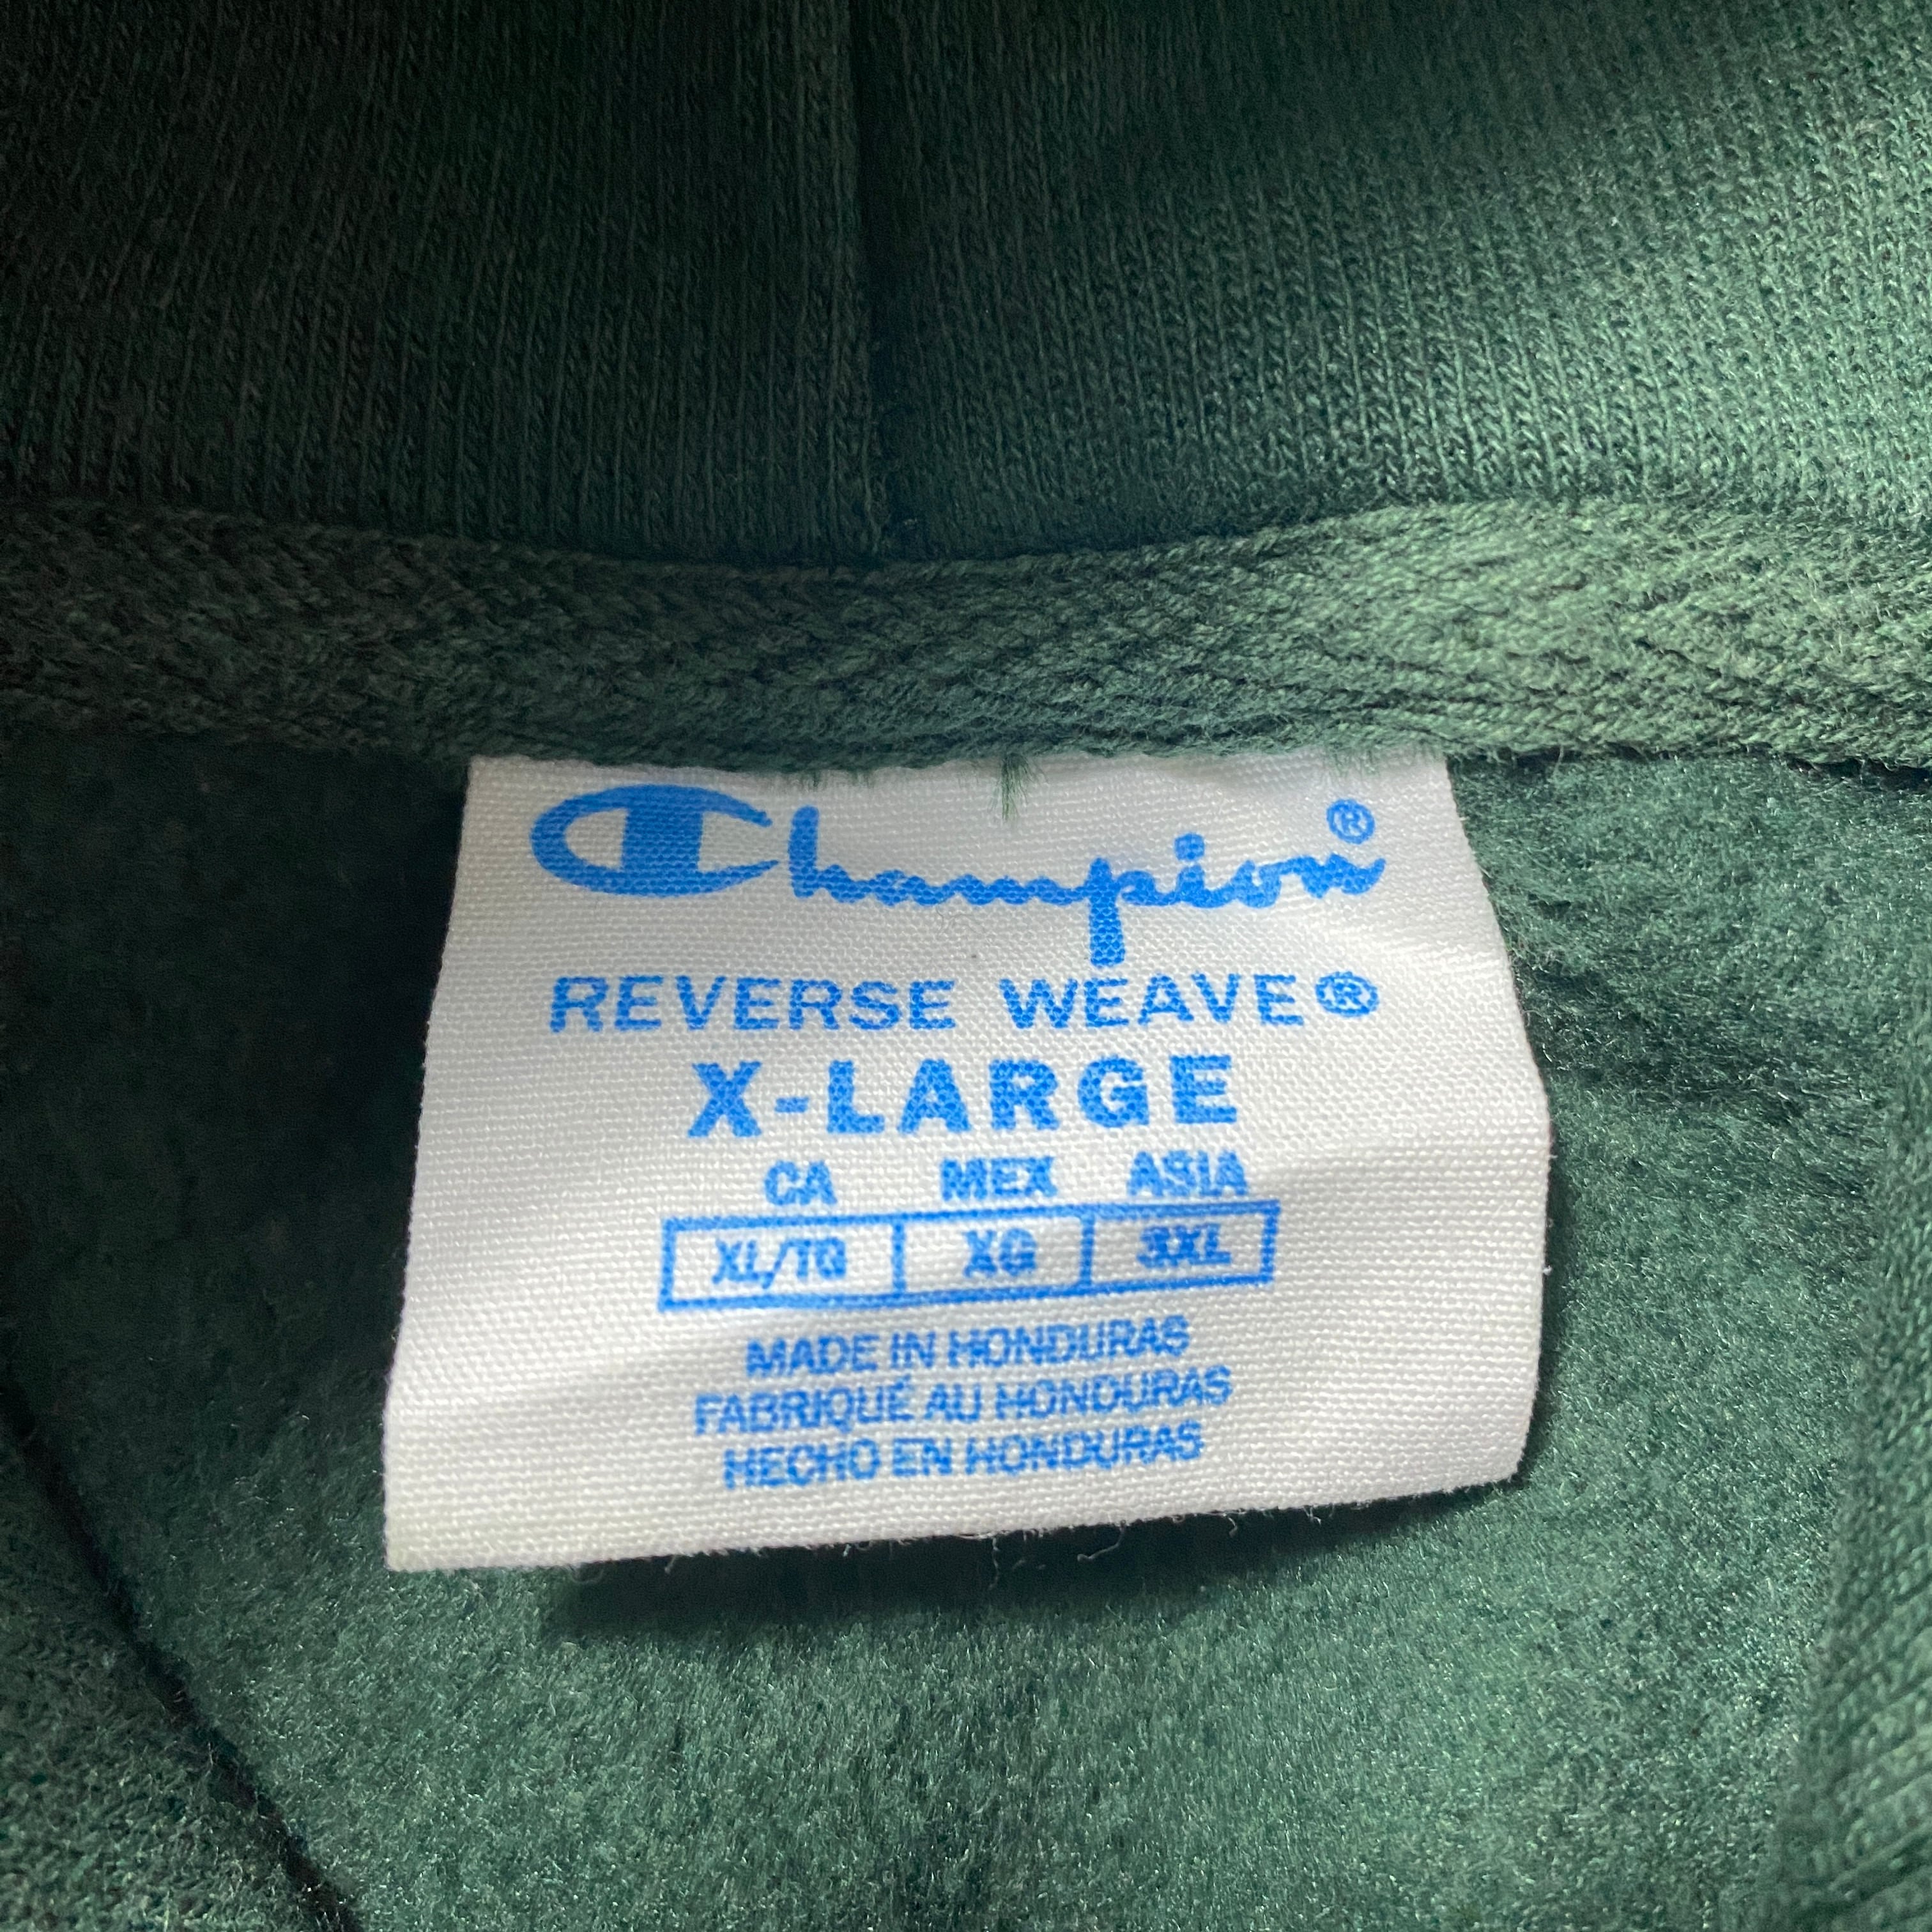 Champion®
REVERSE WEAVE®
X-LARGE
CA MEX ASIA
XL/TG XG 3XL
MADE IN HONDURAS
FABRIQUÉ AU HONDURAS
HECHO EN HONDURAS